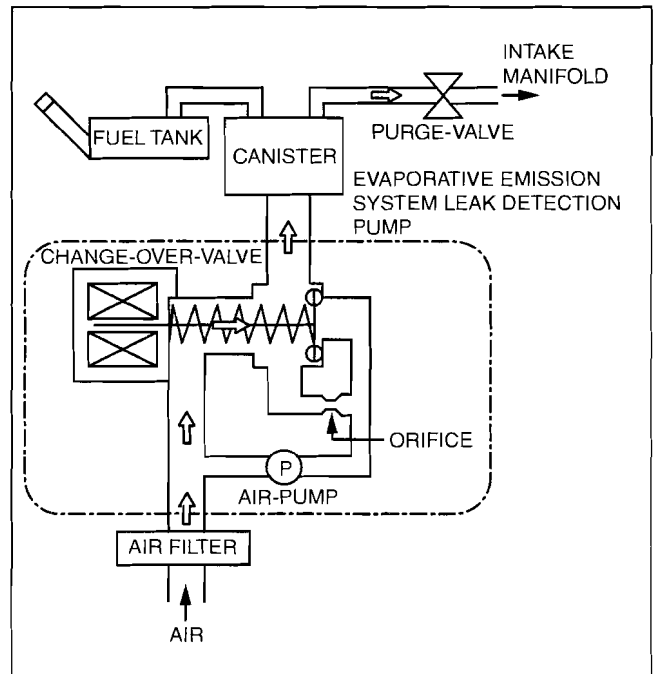 INTAKE
MANIFOLD
FUEL TANK
CANISTER
PURGE-VALVE
EVAPORATIVE EMISSION
SYSTEM LEAK DETECTION
PUMP
CHANGE-OVER-VALVE
ORIFICE
P
AIR-PUMP
AIR FILTER
AIR